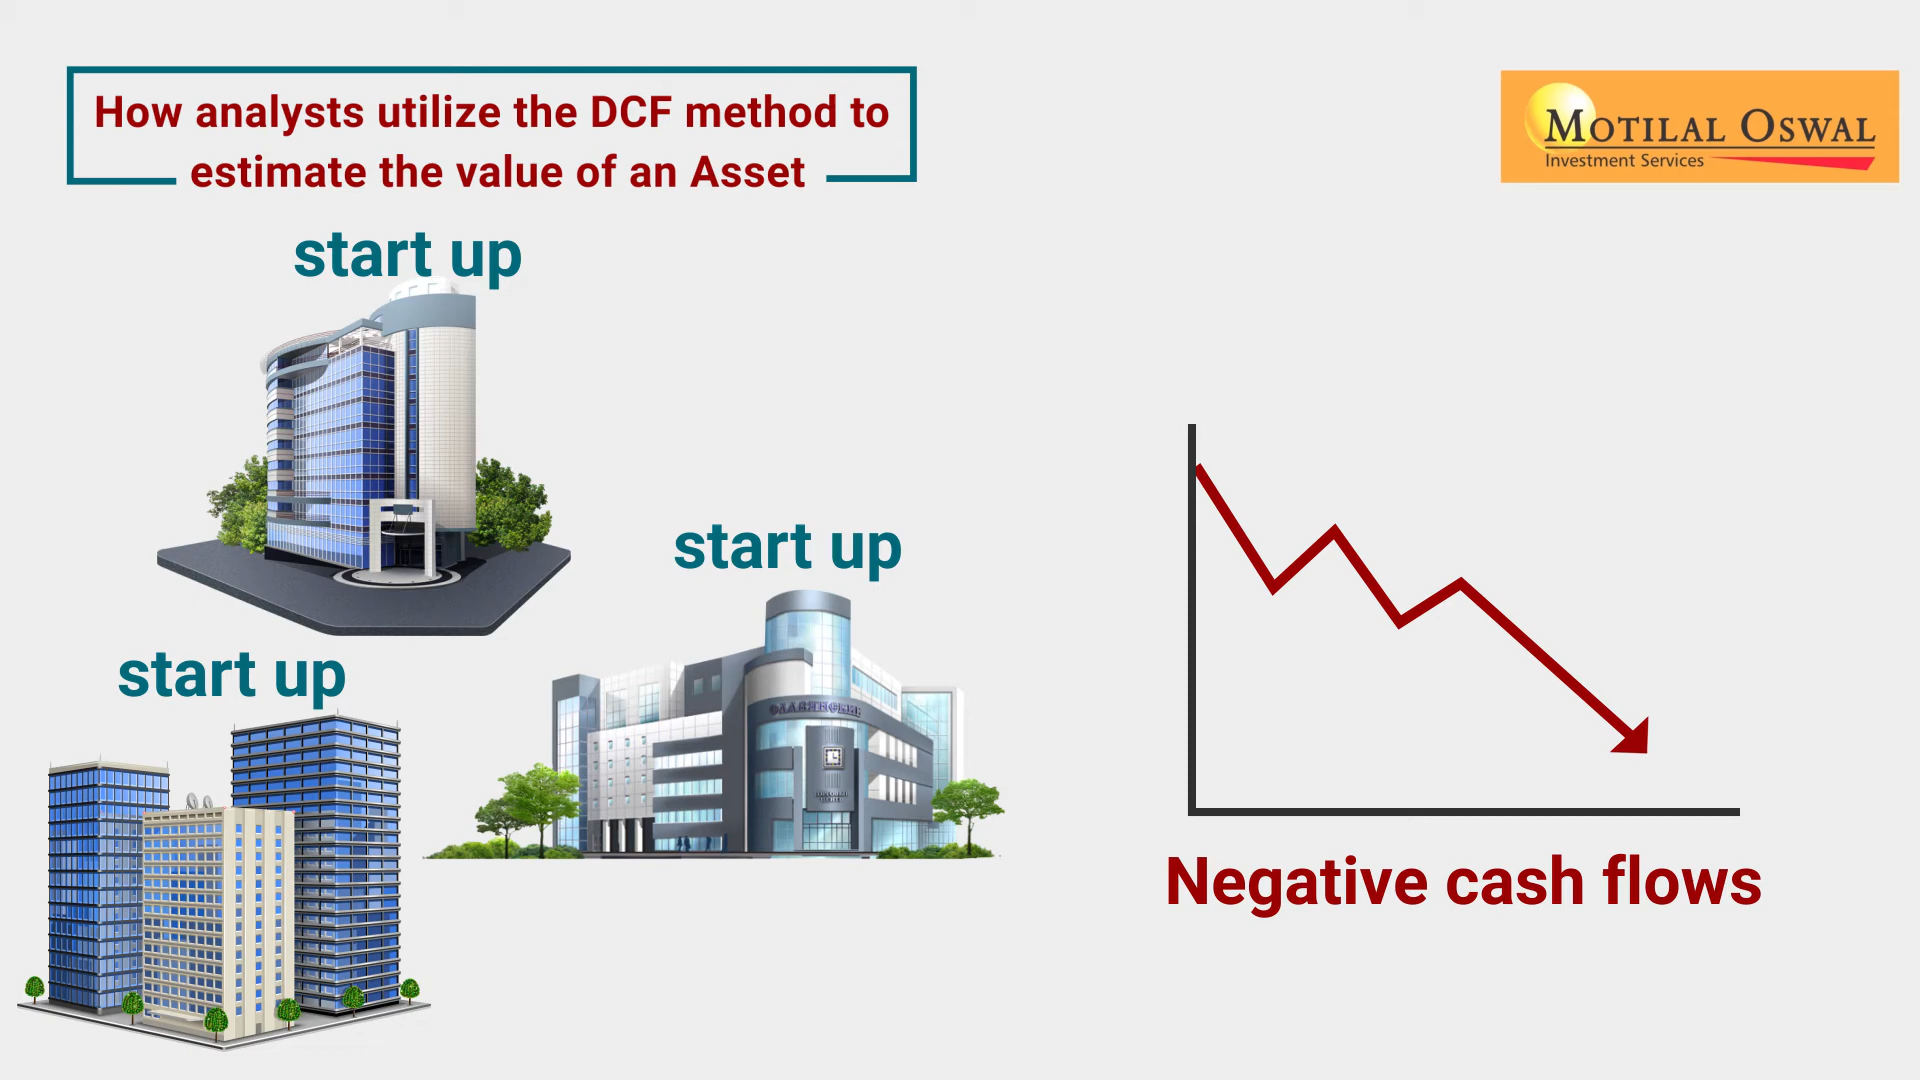 How analysts utilize the DCF method to
estimate the value of an Asset
MOTILAL OSWAL
Investment Services
start up
start up
start up
Negative cash flows